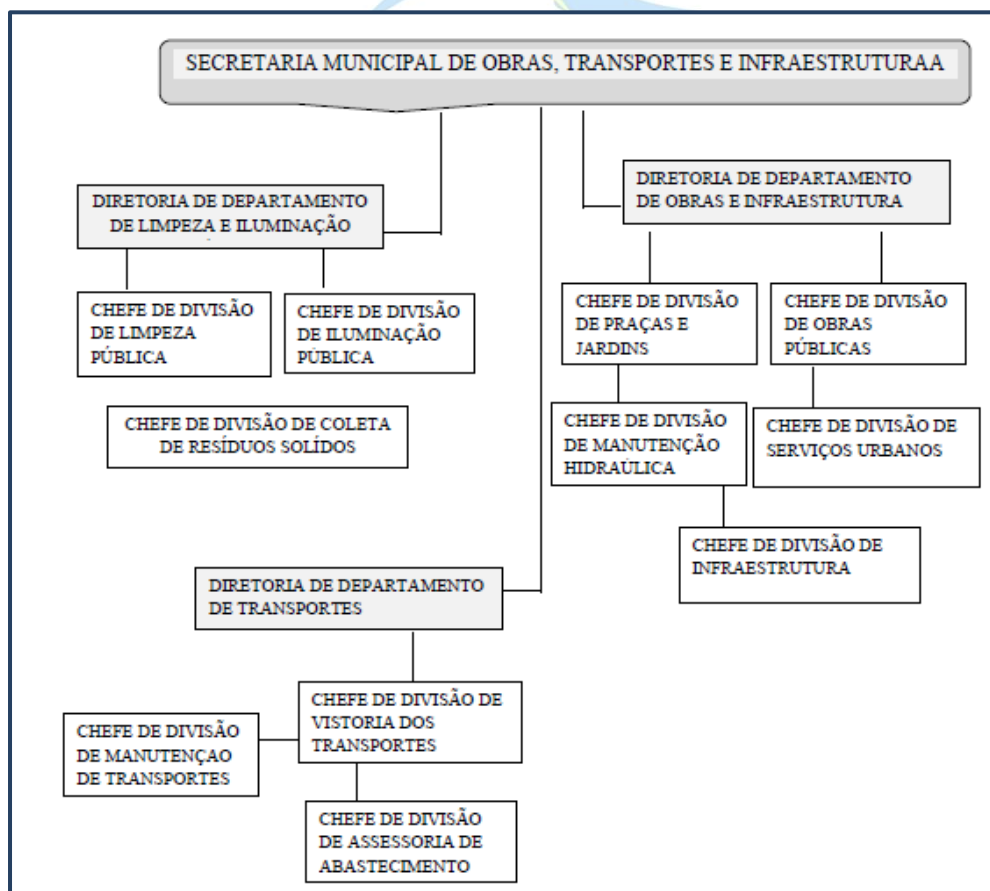 SECRETARIA MUNICIPAL DE OBRAS, TRANSPORTES E INFRAESTRUTURAA
DIRETORIA DE DEPARTAMENTO
DE LIMPEZA E ILUMINAÇÃO
DIRETORIA DE DEPARTAMENTO
DE OBRAS E INFRAESTRUTURA
CHEFE DE DIVISÃO
DE LIMPEZA
PÚBLICA
CHEFE DE DIVISÃO
DE ILUMINAÇÃO
PÚBLICA
CHEFE DE DIVISÃO
DE PRAÇAS E
JARDINS
CHEFE DE DIVISÃO
DE OBRAS
PÚBLICAS
CHEFE DE DIVISÃO DE COLETA
DE RESÍDUOS SOLÍDOS
CHEFE DE DIVISÃO
DE MANUTENÇÃO
HIDRAÚLICA
CHEFE DE DIVISÃO DE
SERVIÇOS URBANOS
CHEFE DE DIVISÃO DE
INFRAESTRUTURA
DIRETORIA DE DEPARTAMENTO
DE TRANSPORTES
CHEFE DE DIVISÃO DE
VISTORIA DOS
TRANSPORTES
CHEFE DE DIVISÃO
DE MANUTENÇAO
DE TRANSPORTES
CHEFE DE DIVISÃO
DE ASSESSORIA DE
ABASTECIMENTO